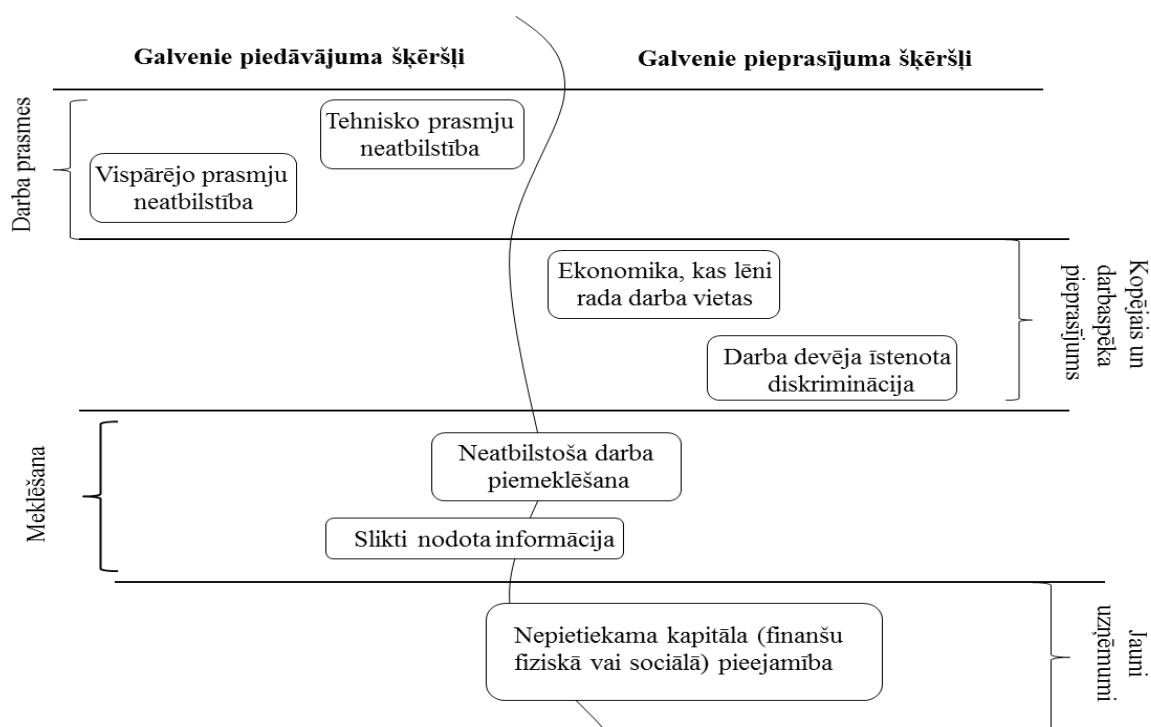 Galvenie piedāvājuma šķēršļi
Galvenie pieprasījuma šķēršļi
Darba prasmes
Tehnisko prasmju
neatbilstība
Vispārējo prasmju
neatbilstība
Ekonomika, kas lēni
rada darba vietas
Darba devēja īstenota
diskriminācija
Kopējais un
darbaspēka
pieprasījums
Meklēšana
Neatbilstoša darba
piemeklēšana
Slikti nodota informācija
Nepietiekama kapitāla (finanšu
fiziskā vai sociālā) pieejamība
Jauni
uzņēmumi